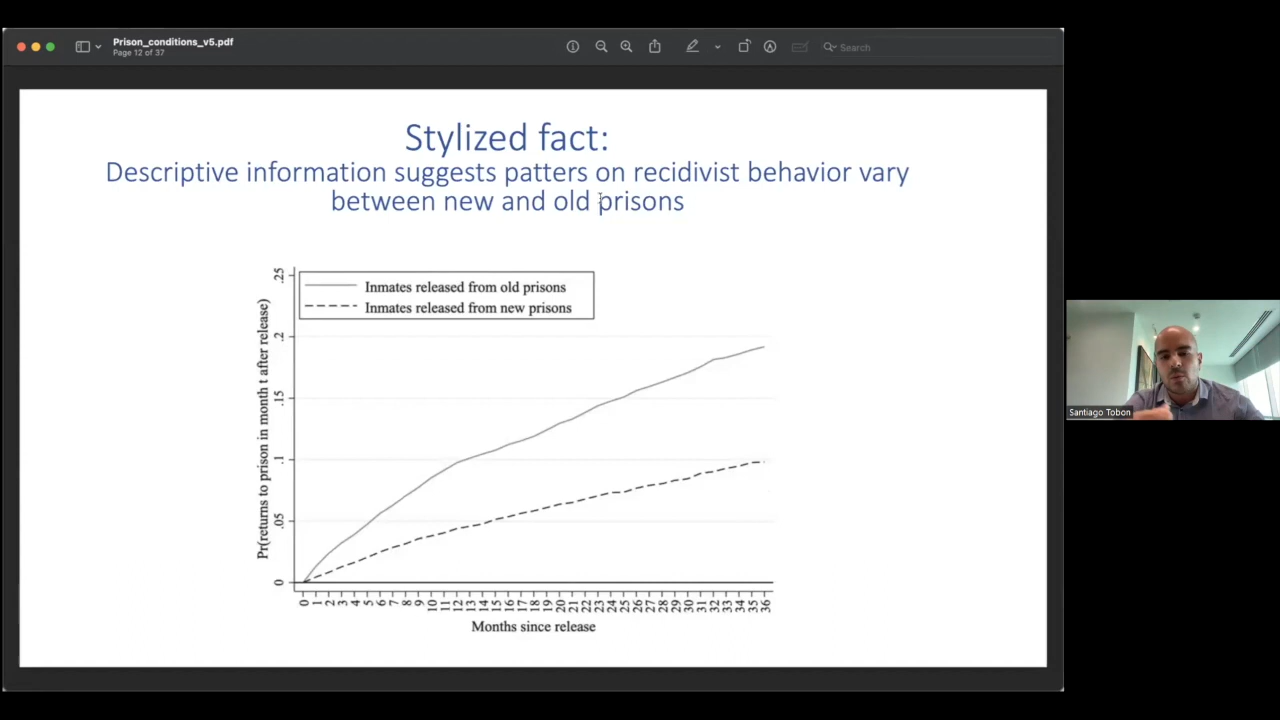 Prison_conditions_v5.pdf
Page 12 of 37
Search
Stylized fact:
Descriptive information suggests patters on recidivist behavior vary
between new and old prisons
Inmates released from old prisons
Inmates released from new prisons
Pr(returns to prison in month t after release)
.25
.2
.15
.1
.05
0
0 1 2 3 4 5 6 7 8 9 10 11 12 13 14 15 16 17 18 19 20 21 22 23 24 25 26 27 28 29 30 31 32 33 34 35 36
Months since release
Santiago Tobon